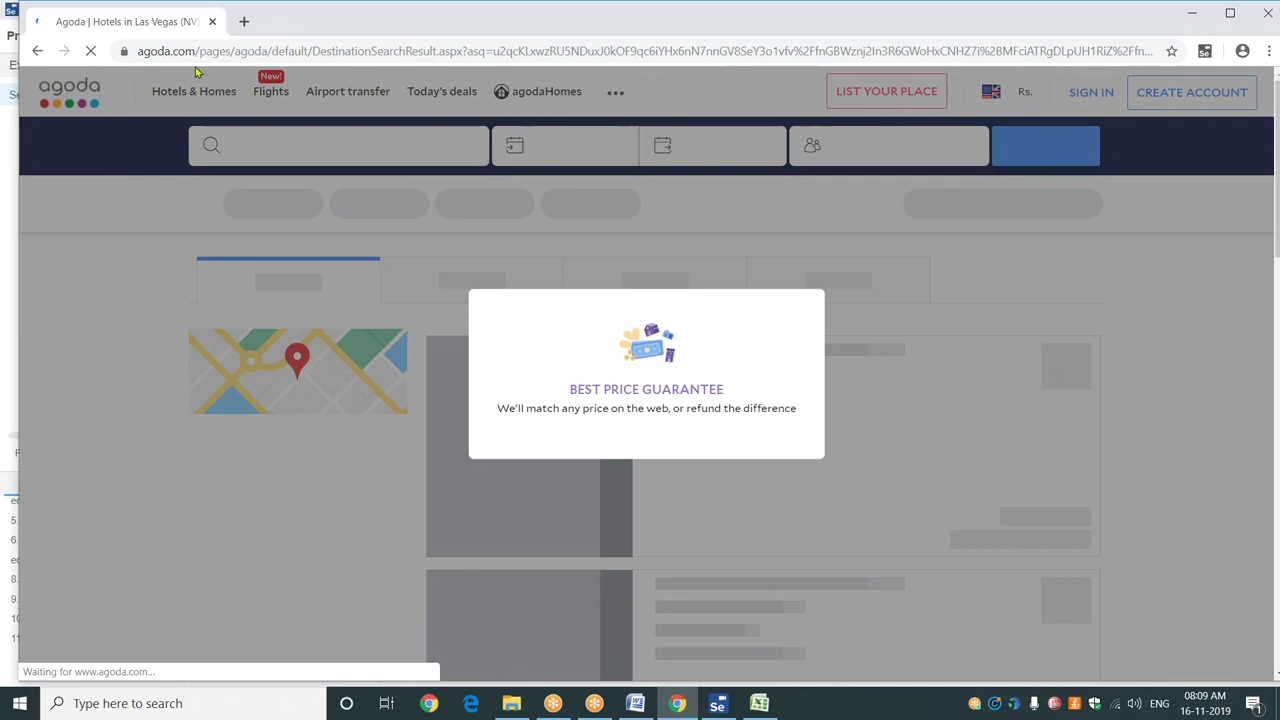 Agoda | Hotels in Las Vegas (NV)
agoda.com/pages/agoda/default/DestinationSearchResult.aspx?asq=u2qcKLxwzRU5NDuxJ0kOF9qc6iYHx6nN7nnGV8SeY3o1vfv%2BffnGBWznj2In3R6GWoHxCNHZ7i%2BMFciATRgDLpUH1RiZ%2Ffn...
agoda
Hotels & Homes
New!
Flights
Airport transfer
Today's deals
agodaHomes
LIST YOUR PLACE
Rs.
SIGN IN
CREATE ACCOUNT
BEST PRICE GUARANTEE
We'll match any price on the web, or refund the difference
Waiting for www.agoda.com...
Type here to search
ENG
08:09 AM
16-11-2019